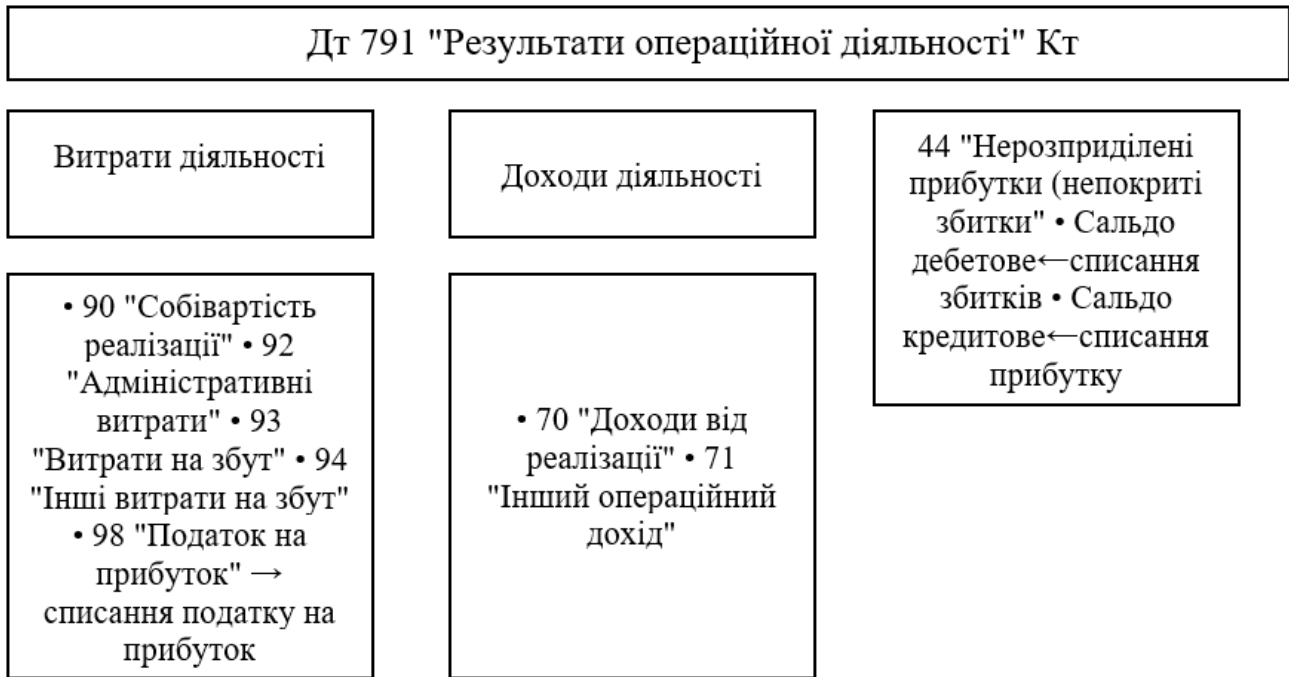 Дт 791 "Результати операційної діяльності" Кт
Витрати діяльності
Доходи діяльності
44 "Нерозприділені
прибутки (непокриті
збитки" • Сальдо
дебетове←списання
збитків • Сальдо
кредитове←списання
прибутку
• 90 "Собівартість
реалізації" • 92
"Адміністративні
витрати" • 93
"Витрати на збут" • 94
"Інші витрати на збут"
• 98 "Податок на
прибуток" →
списання податку на
прибуток
• 70 "Доходи від
реалізації" • 71
"Інший операційний
дохід"